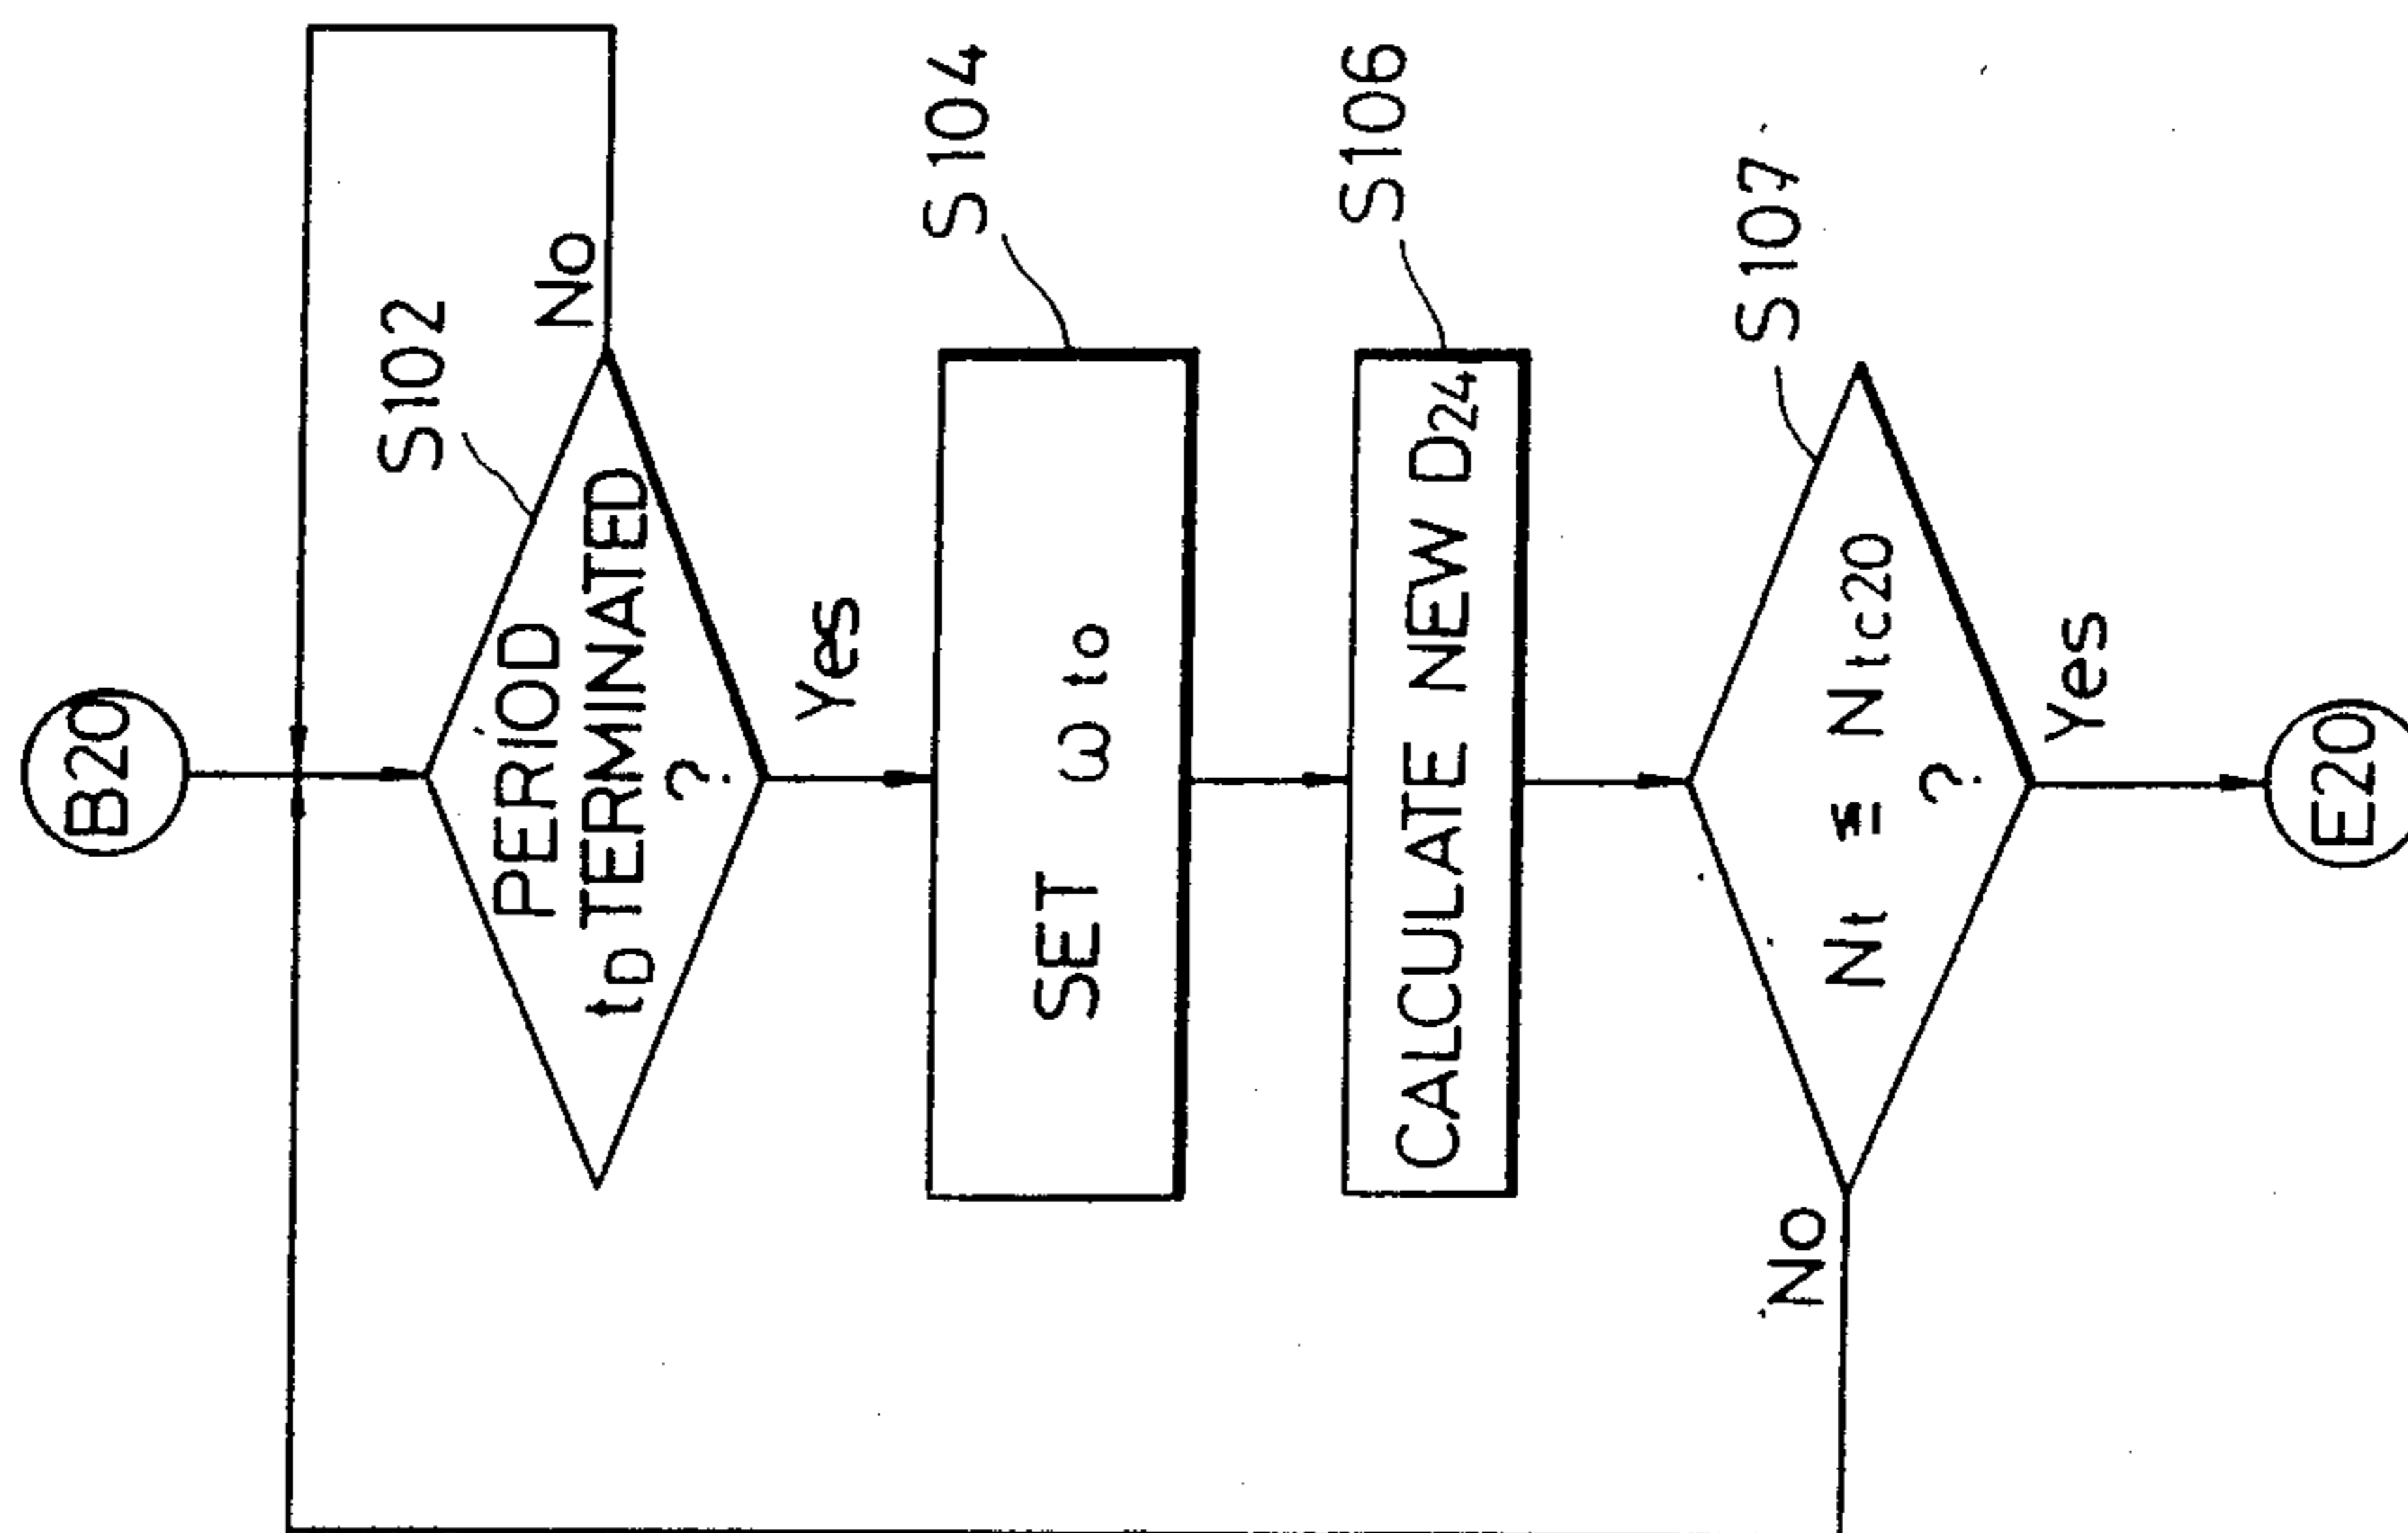 B20
S102
PERIOD
tD TERMINATED
?
No
Yes
S104
SET ωto
S106
CALCULATE NEW D24
S107
Nt ≦ Ntc20
?
No
Yes
E20